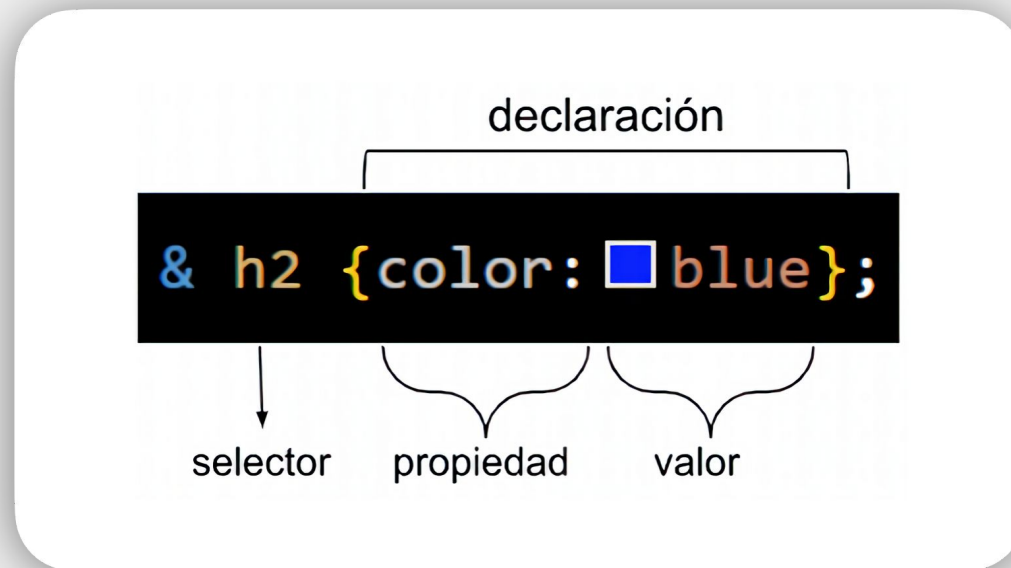 declaración
& h2 {color: blue};
selector propiedad valor